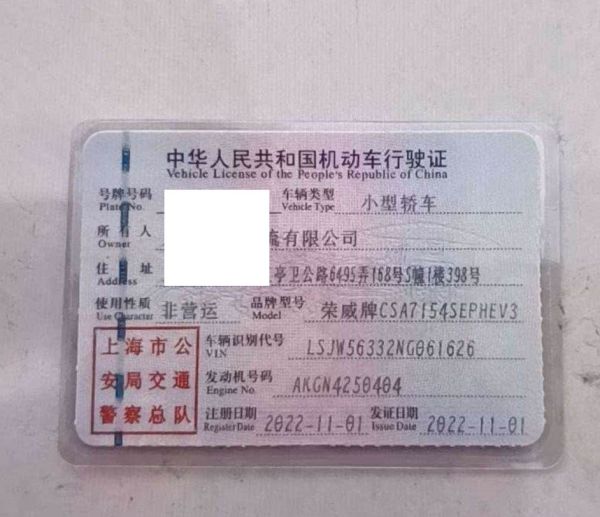 中华人民共和国机动车行驶证
Vehicle License of the People's Republic of China
号牌号码 车辆类型 小型轿车
Plate No. Vehicle Type
所有人 流有限公司
Owner
住址 亭卫公路6495弄168号5幢1楼398号
Address
使用性质 非营运 品牌型号 荣威牌CSA7154SEPHEV3
Use Character Model
上海市公 车辆识别代号 LSJW56332NG061626
VIN
安局交通 发动机号码 AKGN4250404
Engine No.
警察总队 注册日期 2022-11-01 发证日期 2022-11-01
Register Date Issue Date